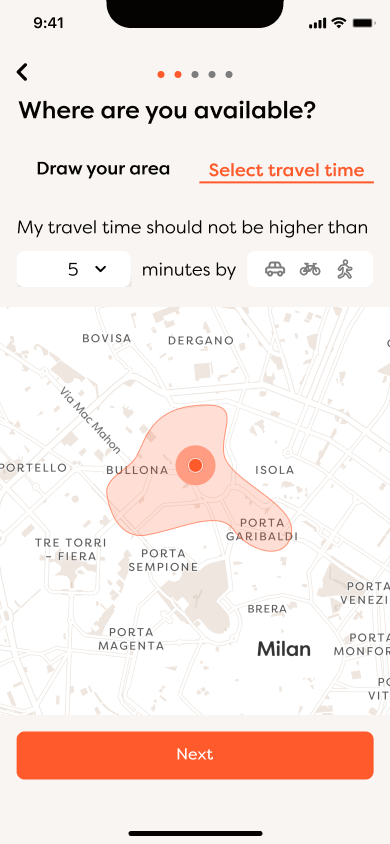 9:41
Where are you available?
Draw your area
Select travel time
My travel time should not be higher than
5
minutes by
BOVISA
DERGANO
Via Mac Mahon
PORTELLO
BULLONA
ISOLA
PORTA
GARIBALDI
TRE TORRI
– FIERA
PORTA
SEMPIONE
PORTA
VENEZI
BRERA
PORTA
MAGENTA
Milan
PORTA
MONFOR
PO
VIT
Next